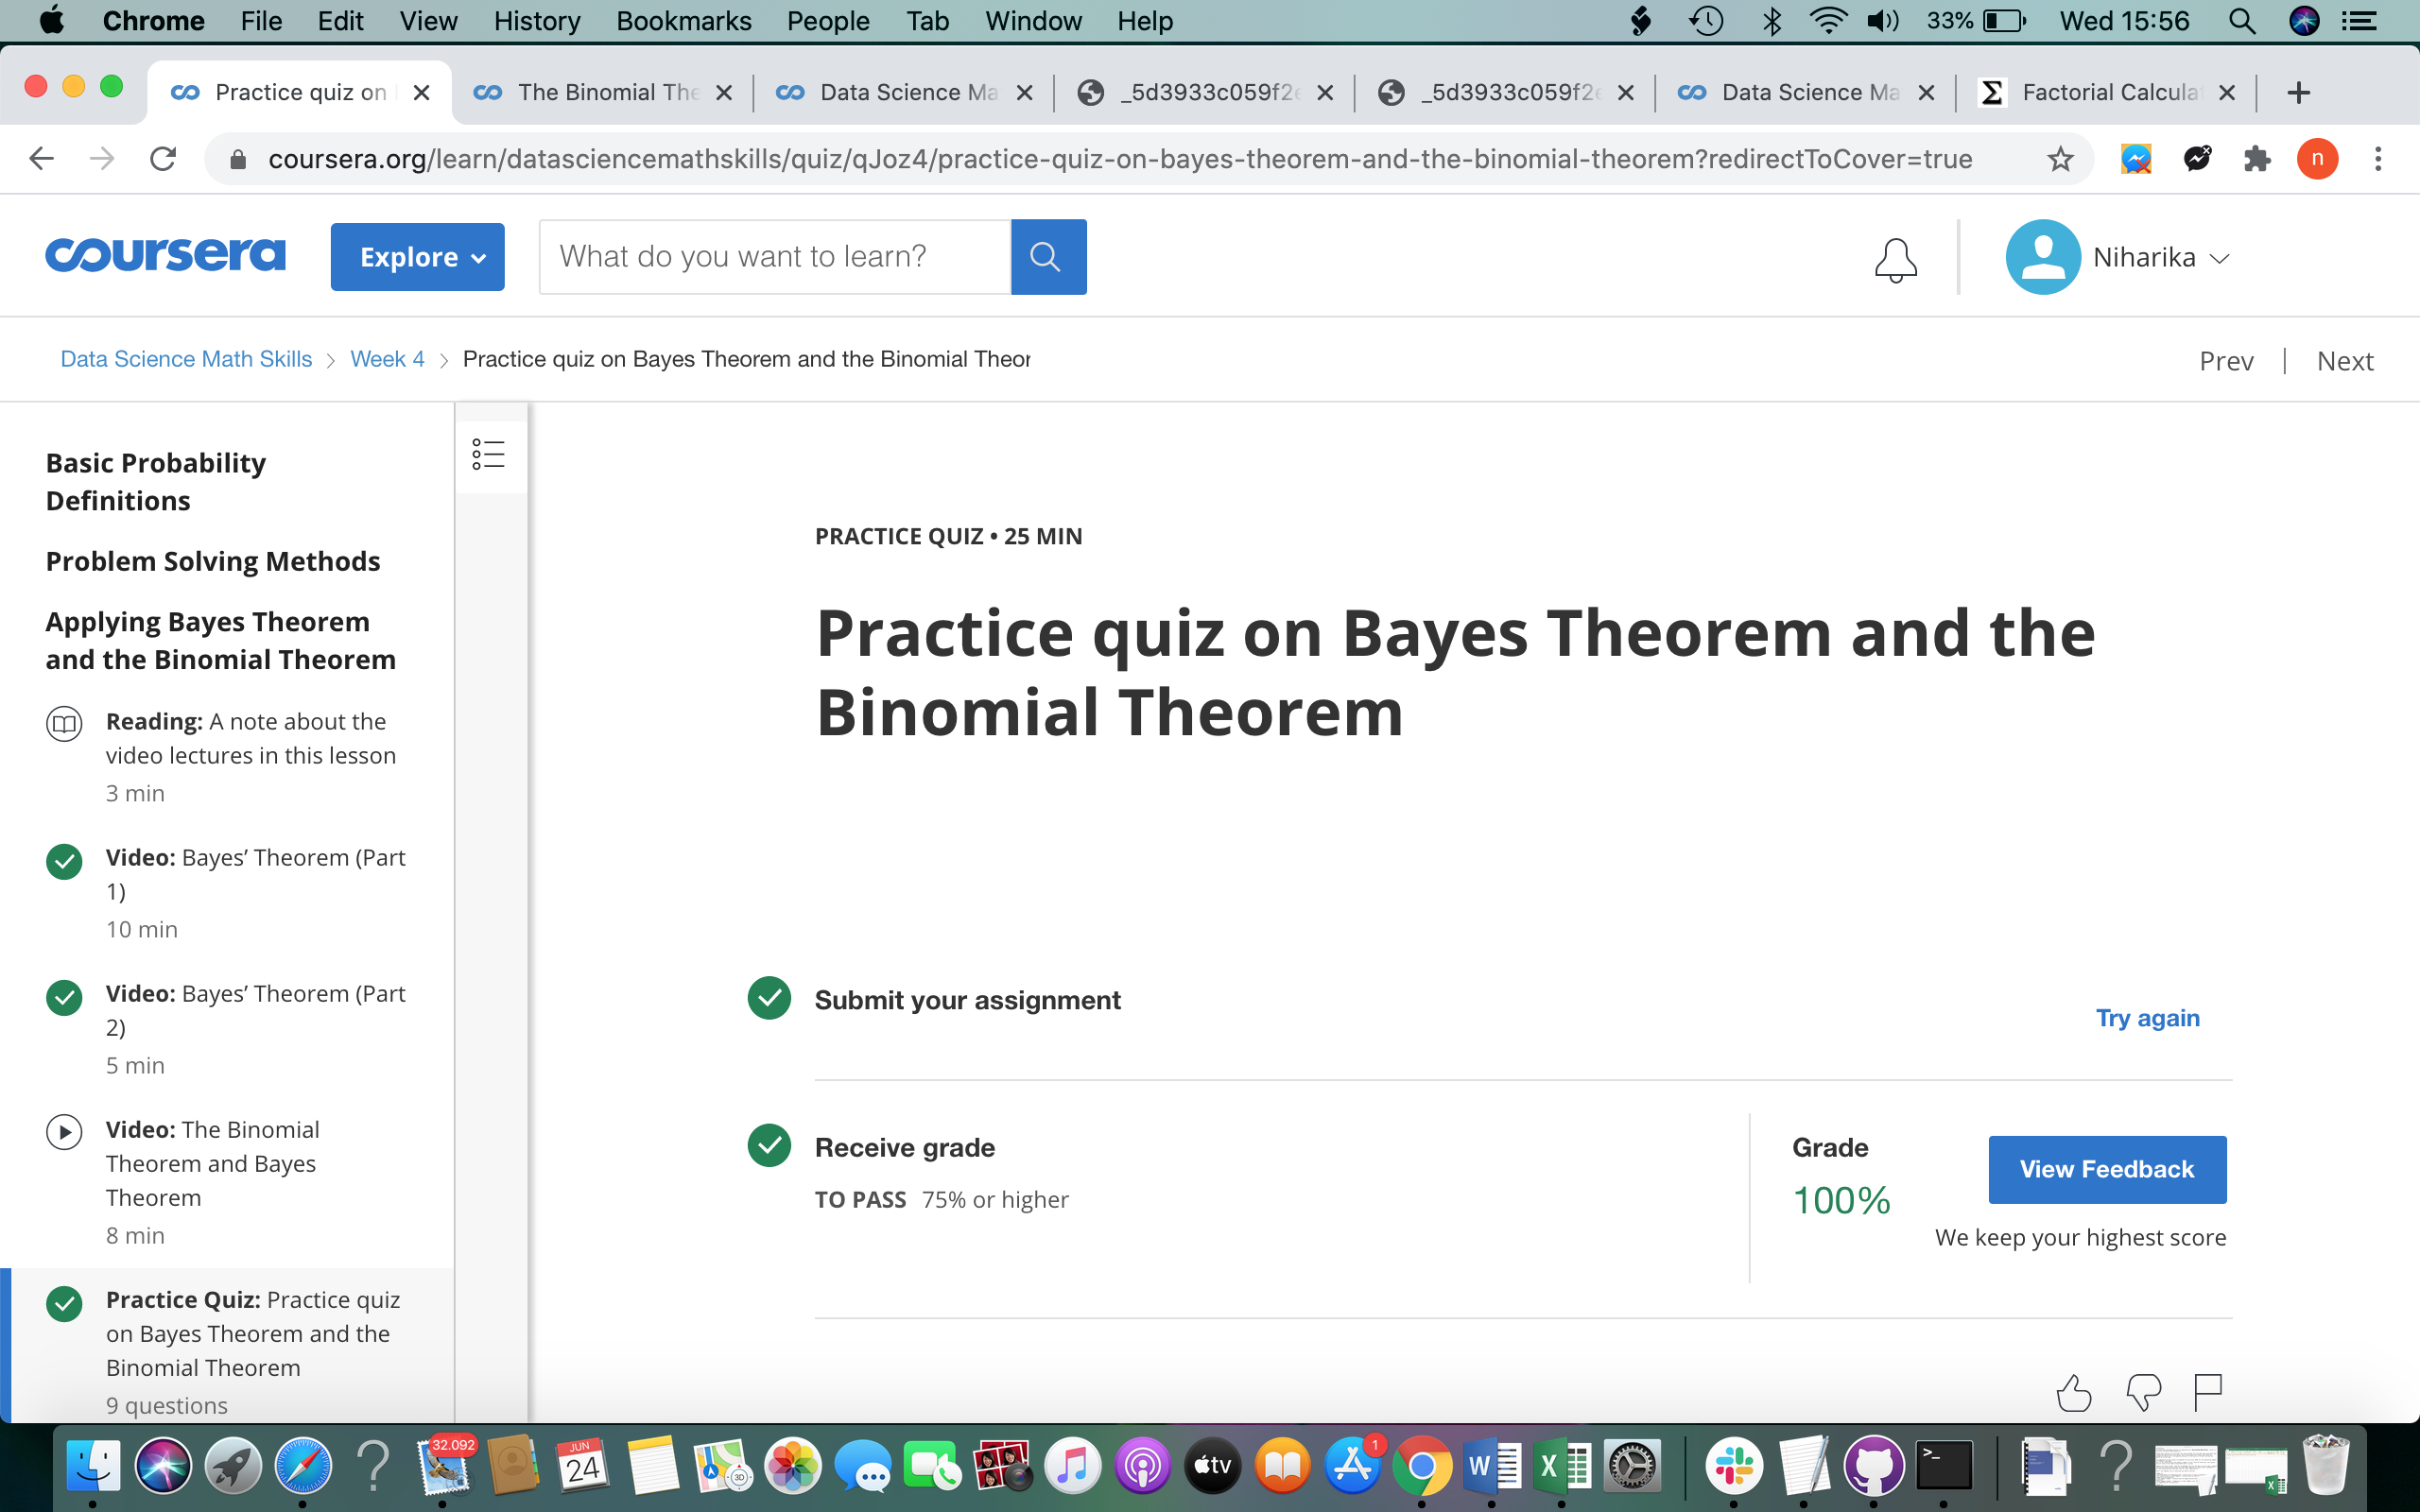 Chrome File Edit View History Bookmarks People Tab Window Help 33% Wed 15:56
Practice quiz on The Binomial The Data Science Ma _5d3933c059f2e _5d3933c059f2e Data Science Ma Factorial Calcula
coursera.org/learn/datasciencemathskills/quiz/qJoz4/practice-quiz-on-bayes-theorem-and-the-binomial-theorem?redirectToCover=true n
coursera Explore What do you want to learn? Niharika
Data Science Math Skills > Week 4 > Practice quiz on Bayes Theorem and the Binomial Theor Prev | Next
Basic Probability
Definitions
Problem Solving Methods
Applying Bayes Theorem
and the Binomial Theorem
Reading: A note about the
video lectures in this lesson
3 min
Video: Bayes’ Theorem (Part
1)
10 min
Video: Bayes’ Theorem (Part
2)
5 min
Video: The Binomial
Theorem and Bayes
Theorem
8 min
Practice Quiz: Practice quiz
on Bayes Theorem and the
Binomial Theorem
9 questions
PRACTICE QUIZ • 25 MIN
Practice quiz on Bayes Theorem and the
Binomial Theorem
Submit your assignment
Try again
Receive grade
TO PASS 75% or higher
Grade
100%
View Feedback
We keep your highest score
32.092 JUN 24 3D tv 1 W X >_ X